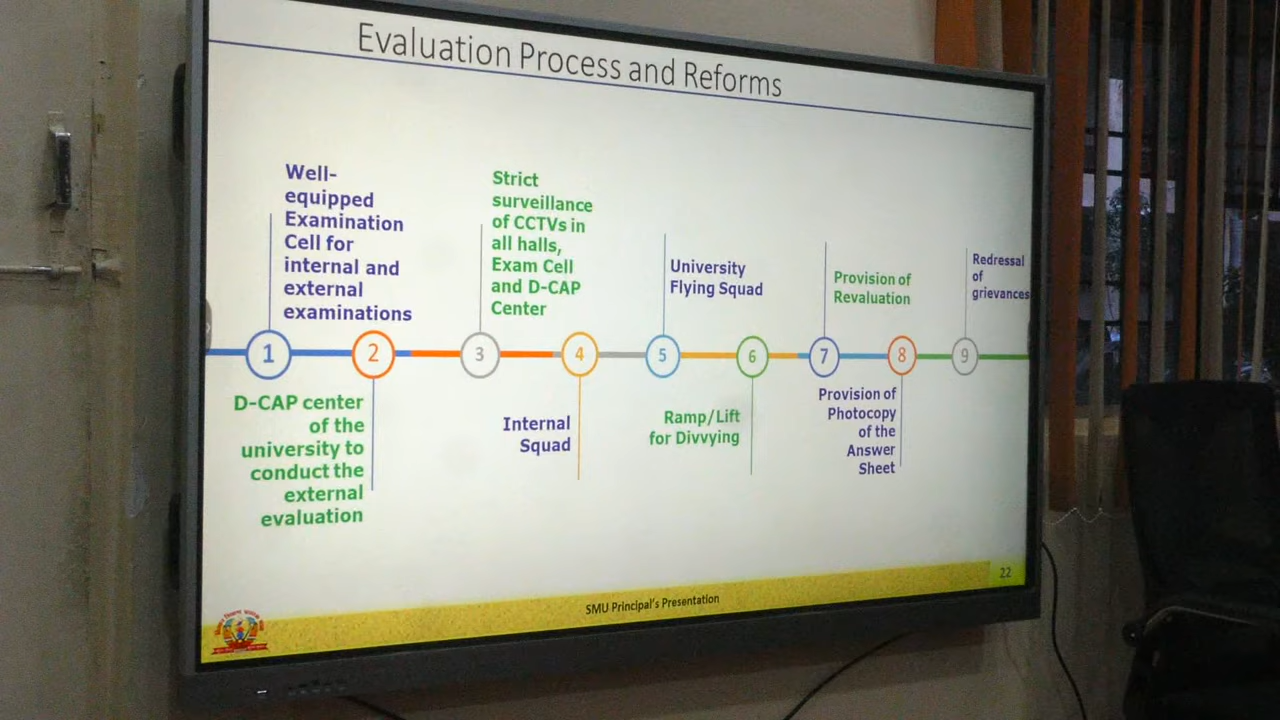 Evaluation Process and Reforms
Well-
equipped
Examination
Cell for
internal and
external
examinations
Strict
surveillance
of CCTVs in
all halls,
Exam Cell
and D-CAP
Center
University
Flying Squad
Provision of
Revaluation
Redressal
of
grievances
1
2
3
4
5
6
7
8
9
D-CAP center
of the
university to
conduct the
external
evaluation
Internal
Squad
Ramp/Lift
for Divvying
Provision of
Photocopy
of the
Answer
Sheet
22
SMU Principal's Presentation